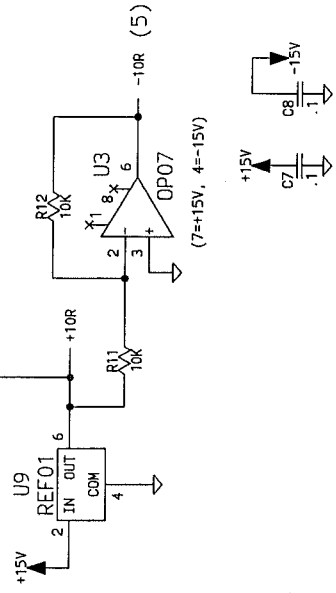 +15V
U9
REF01
2
IN
OUT
6
COM
4
+10R
R11
10K
R12
10K
2
3
-
+
1
8
U3
6
OP07
(7=+15V, 4=-15V)
-10R
(5)
+15V
C7
.1
C8
.1
-15V